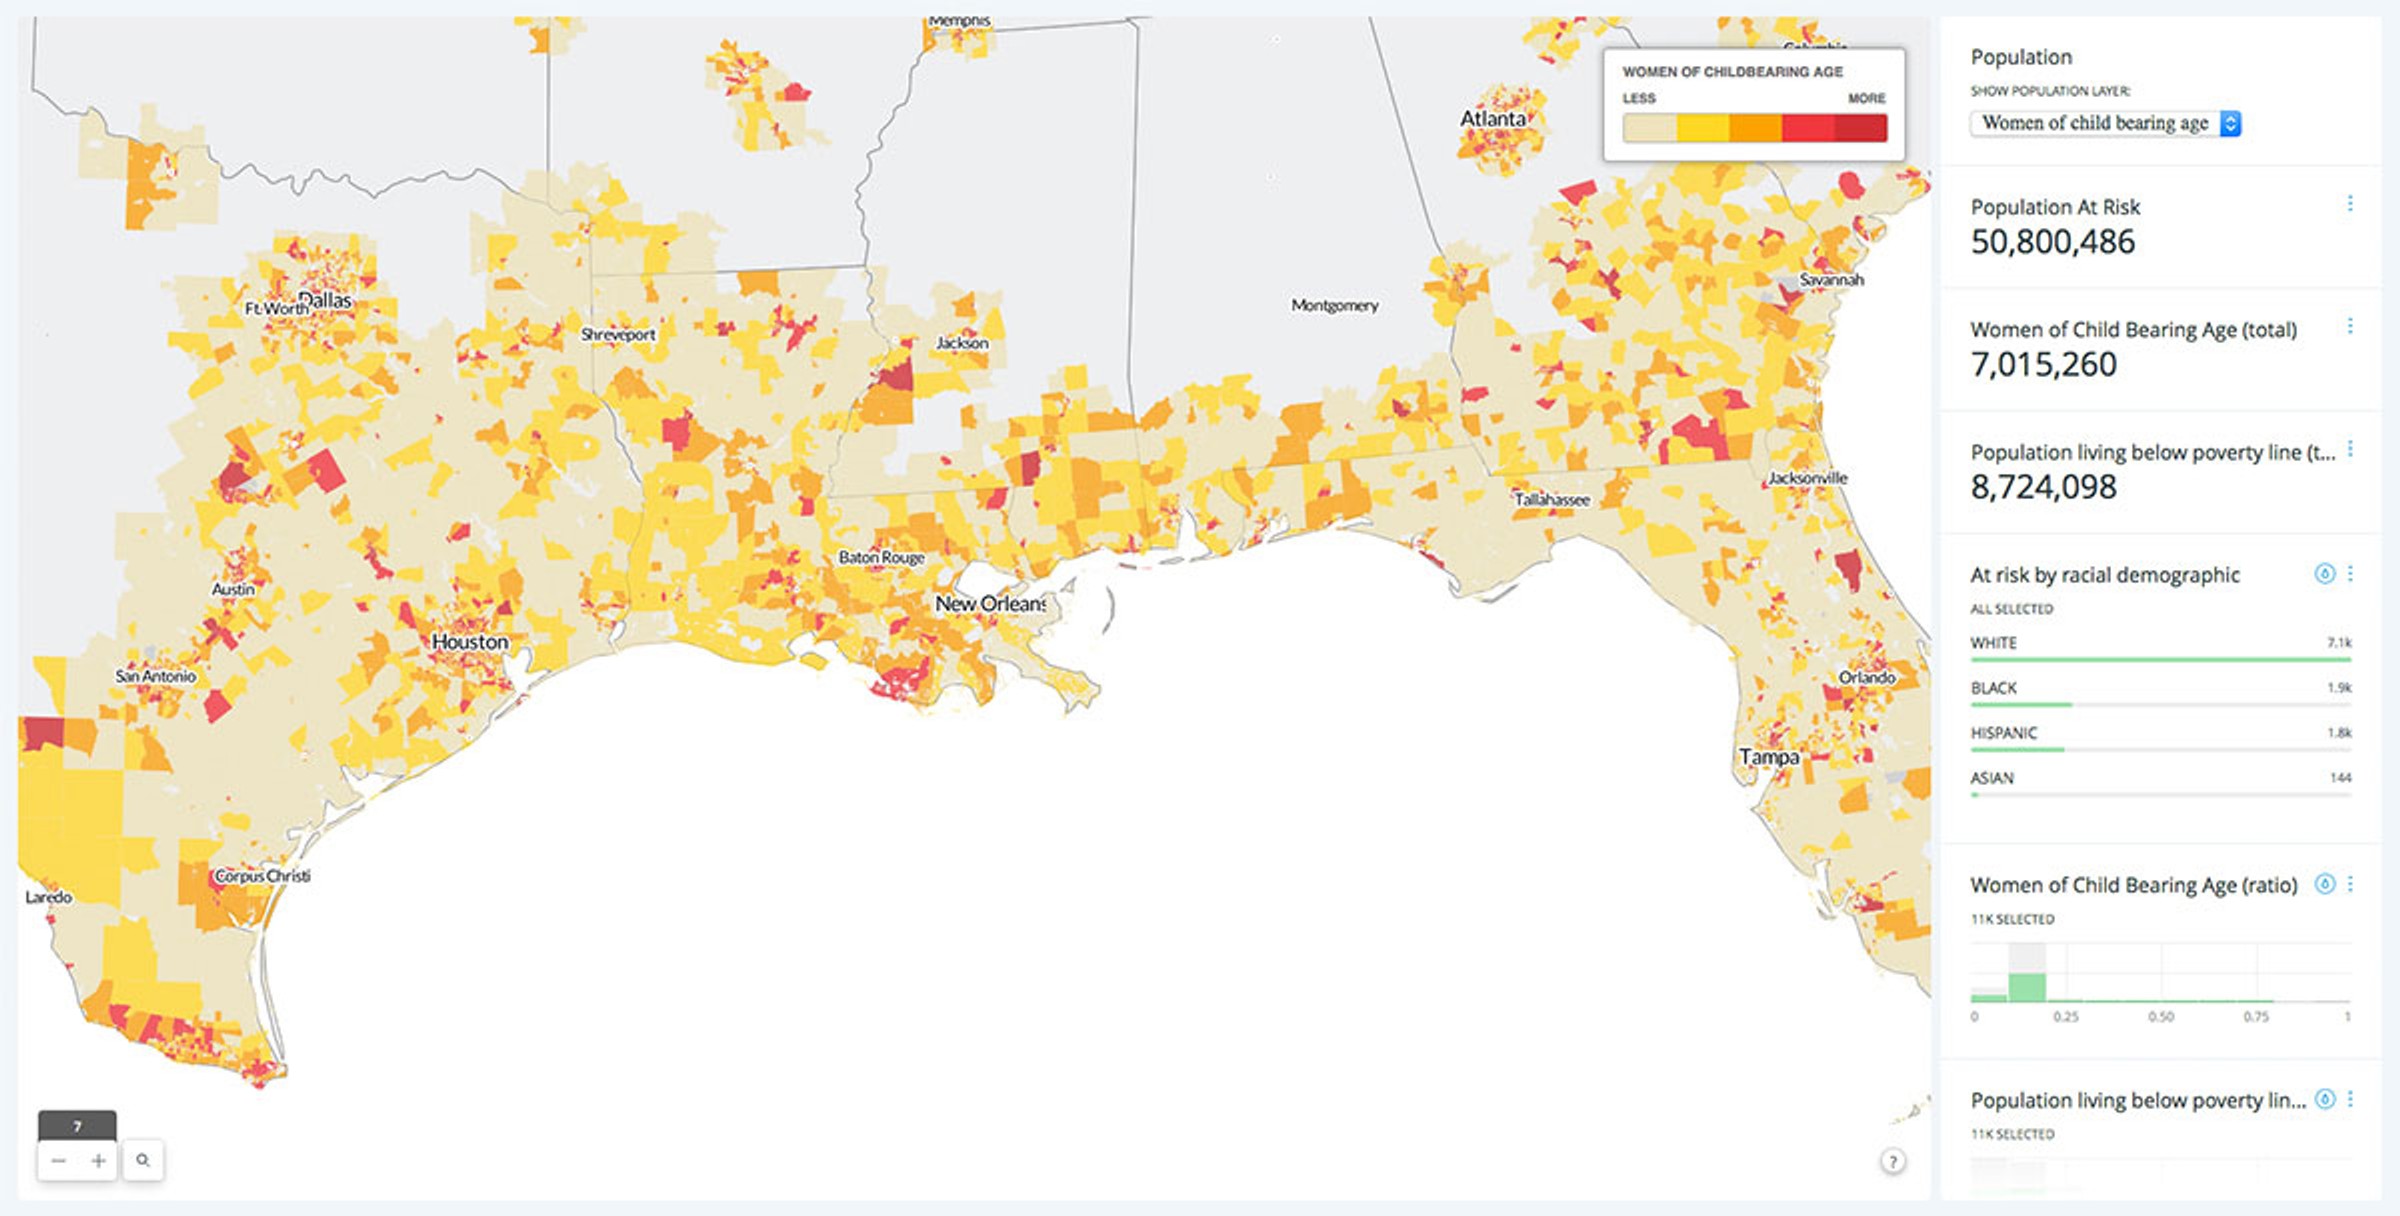 Memphis
Columbia
Atlanta
Montgomery
Savannah
Ft. Worth
Dallas
Shreveport
Jackson
Jacksonville
Tallahassee
Baton Rouge
New Orleans
Austin
Houston
San Antonio
Orlando
Tampa
Corpus Christi
Laredo
WOMEN OF CHILDBEARING AGE
LESS MORE
7
− +
?
Population
SHOW POPULATION LAYER:
Women of child bearing age
Population At Risk
50,800,486
Women of Child Bearing Age (total)
7,015,260
Population living below poverty line (t...
8,724,098
At risk by racial demographic
ALL SELECTED
WHITE 7.1k
BLACK 1.9k
HISPANIC 1.8k
ASIAN 144
Women of Child Bearing Age (ratio)
11K SELECTED
0 0.25 0.50 0.75 1
Population living below poverty lin...
11K SELECTED